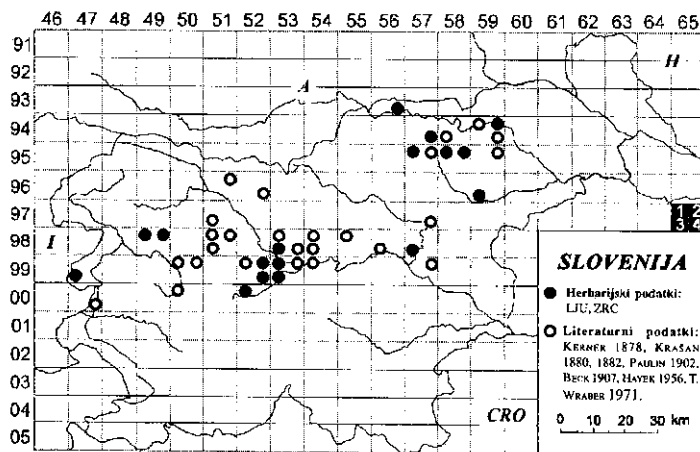 46 47 48 49 50 51 52 53 54 55 56 57 58 59 60 61 62 63 64 65
91
92
93
94
95
96
97
98
99
00
01
02
03
04
05
A
H
I
CRO
1 2
3 4
SLOVENIJA
Herbarijski podatki:
LJU, ZRC
Literaturni podatki:
KERNER 1878, KRAŠAN
1880, 1882, PAULIN 1902,
BECK 1907, HAYEK 1956, T.
WRABER 1971.
0 10 20 30 km